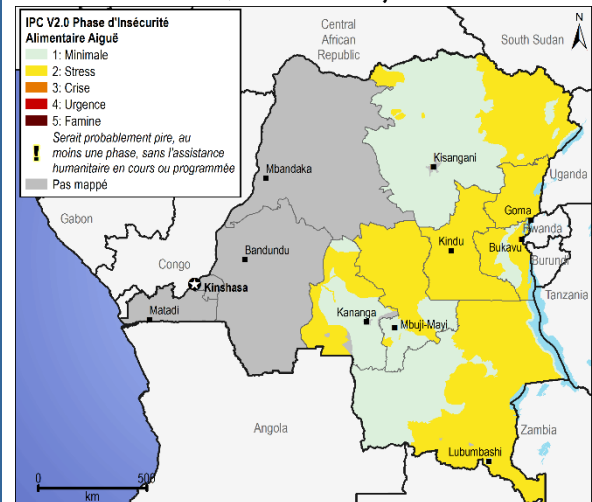 IPC V2.0 Phase d'Insécurité
Alimentaire Aiguë
1: Minimale
2: Stress
3: Crise
4: Urgence
5: Famine
! Serait probablement pire, au
moins une phase, sans l'assistance
humanitaire en cours ou programmée
Pas mappé
Central
African
Republic
South Sudan
N
Kisangani
Mbandaka
Uganda
Gabon
Goma
Rwanda
Congo
Bandundu
Kindu
Bukavu
Burundi
Kinshasa
Tanzania
Matadi
Kananga
Mbuji-Mayi
Angola
Zambia
Lubumbashi
0 500
km